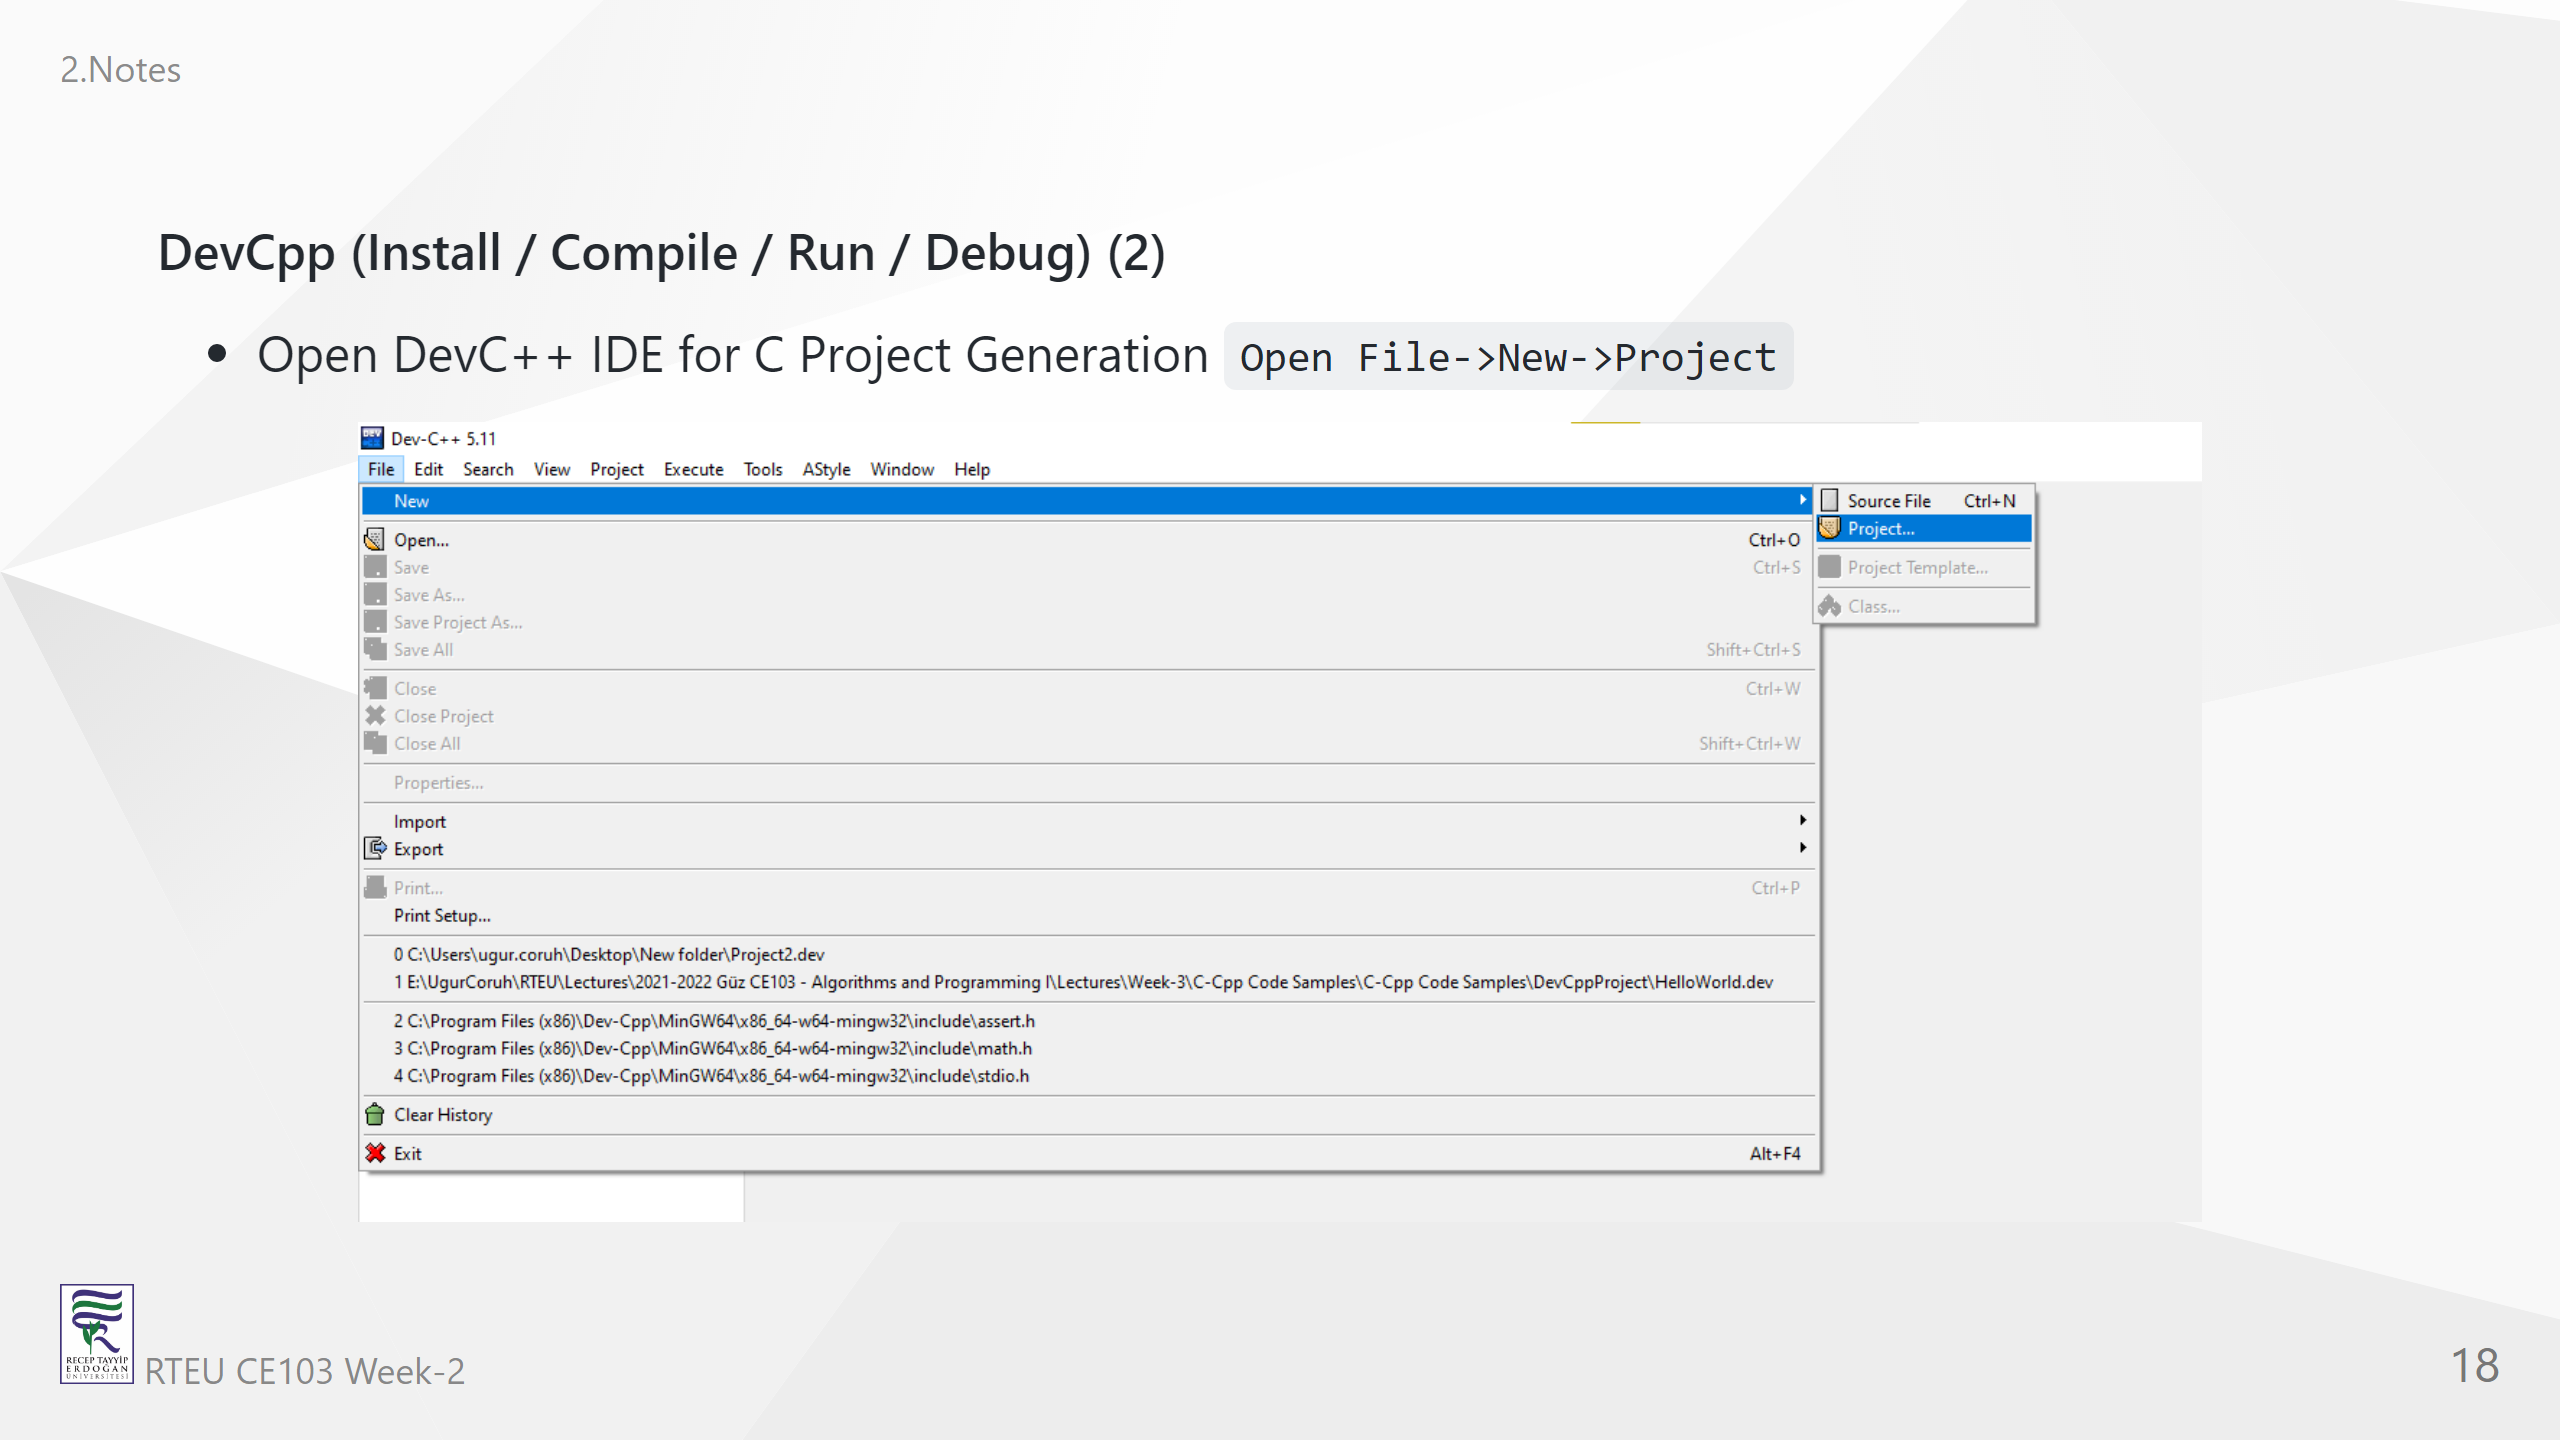 2.Notes
DevCpp (Install / Compile / Run / Debug) (2)
• Open DevC++ IDE for C Project Generation Open File->New->Project
Dev-C++ 5.11
File Edit Search View Project Execute Tools AStyle Window Help
New
Source File Ctrl+N
Project...
Project Template...
Class...
Open... Ctrl+O
Save Ctrl+S
Save As...
Save Project As...
Save All Shift+Ctrl+S
Close Ctrl+W
Close Project
Close All Shift+Ctrl+W
Properties...
Import
Export
Print... Ctrl+P
Print Setup...
0 C:\Users\ugur.coruh\Desktop\New folder\Project2.dev
1 E:\UgurCoruh\RTEU\Lectures\2021-2022 Güz CE103 - Algorithms and Programming I\Lectures\Week-3\C-Cpp Code Samples\C-Cpp Code Samples\DevCppProject\HelloWorld.dev
2 C:\Program Files (x86)\Dev-Cpp\MinGW64\x86_64-w64-mingw32\include\assert.h
3 C:\Program Files (x86)\Dev-Cpp\MinGW64\x86_64-w64-mingw32\include\math.h
4 C:\Program Files (x86)\Dev-Cpp\MinGW64\x86_64-w64-mingw32\include\stdio.h
Clear History
Exit Alt+F4
RECEP TAYYİP
ERDOĞAN
ÜNİVERSİTESİ
RTEU CE103 Week-2
18